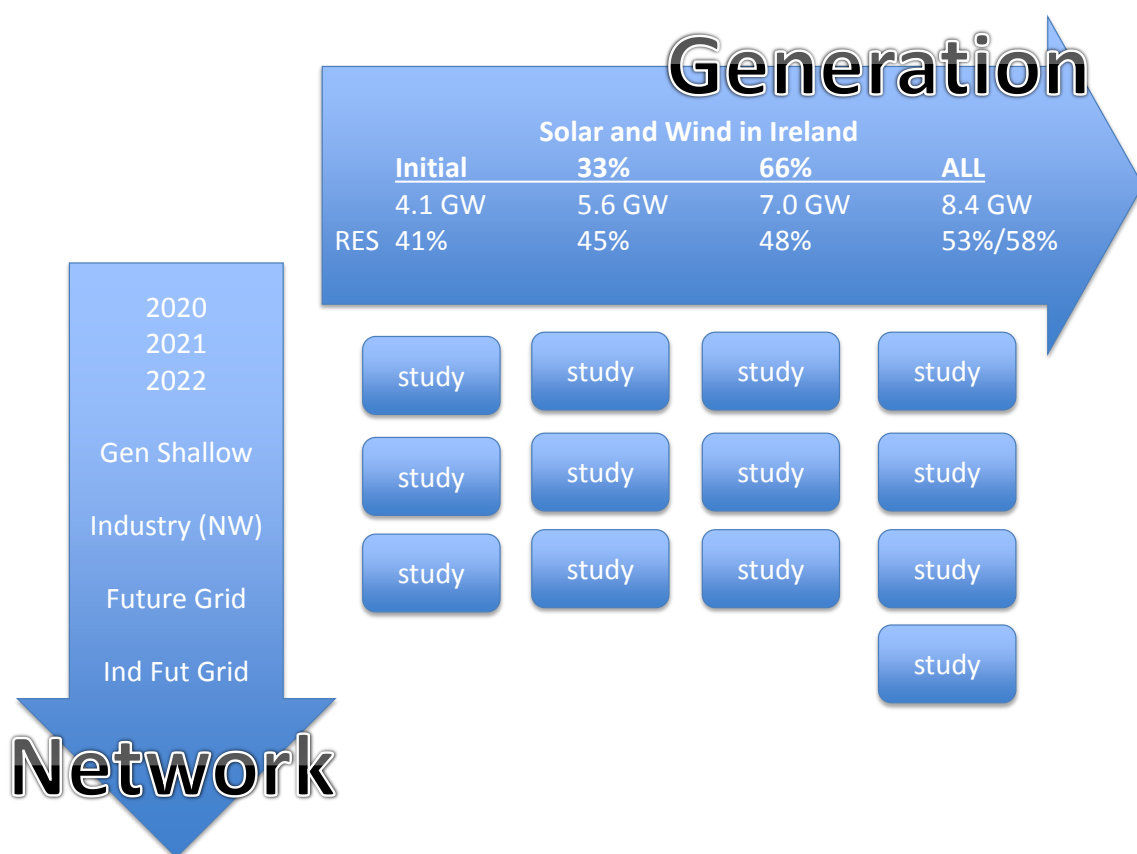 Generation
Solar and Wind in Ireland
Initial 33% 66% ALL
4.1 GW 5.6 GW 7.0 GW 8.4 GW
RES 41% 45% 48% 53%/58%
2020
2021
2022
Gen Shallow
Industry (NW)
Future Grid
Ind Fut Grid
Network
study study study study
study study study study
study study study study
study